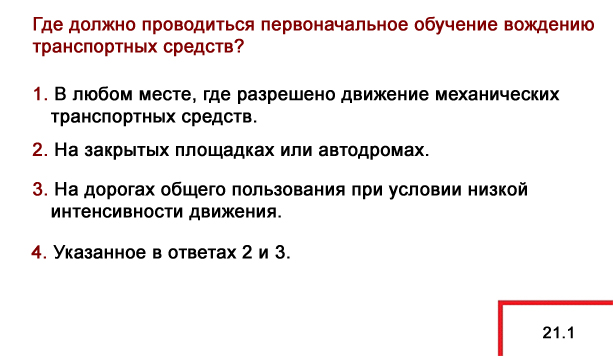 Где должно проводиться первоначальное обучение вождению
транспортных средств?
1. В любом месте, где разрешено движение механических
транспортных средств.
2. На закрытых площадках или автодромах.
3. На дорогах общего пользования при условии низкой
интенсивности движения.
4. Указанное в ответах 2 и 3.
21.1